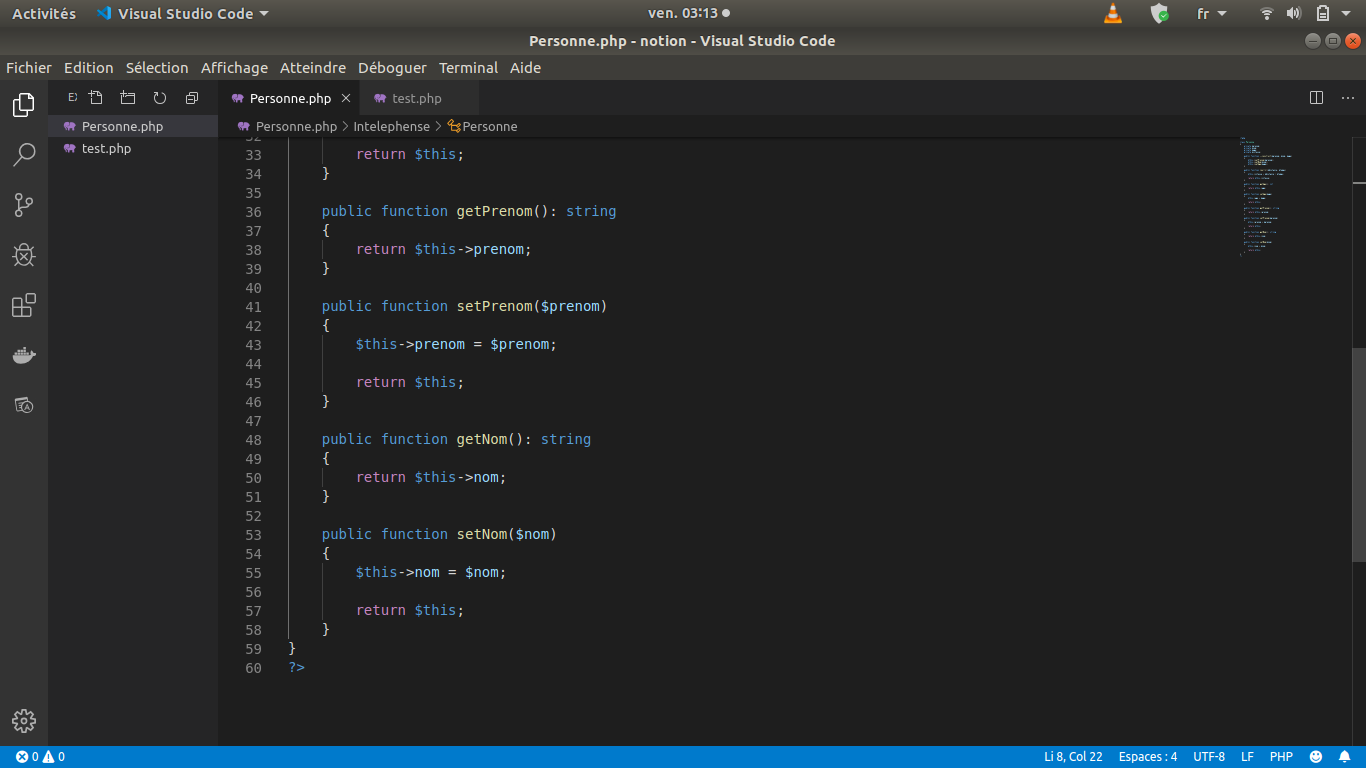 Activités Visual Studio Code ven. 03:13 fr
Personne.php - notion - Visual Studio Code
Fichier Edition Sélection Affichage Atteindre Déboguer Terminal Aide
Personne.php test.php
Personne.php
test.php
Personne.php > Intelephense > Personne
33 return $this;
34 }
35
36 public function getPrenom(): string
37 {
38 return $this->prenom;
39 }
40
41 public function setPrenom($prenom)
42 {
43 $this->prenom = $prenom;
44
45 return $this;
46 }
47
48 public function getNom(): string
49 {
50 return $this->nom;
51 }
52
53 public function setNom($nom)
54 {
55 $this->nom = $nom;
56
57 return $this;
58 }
59 }
60 ?>
0 0 Li 8, Col 22 Espaces : 4 UTF-8 LF PHP